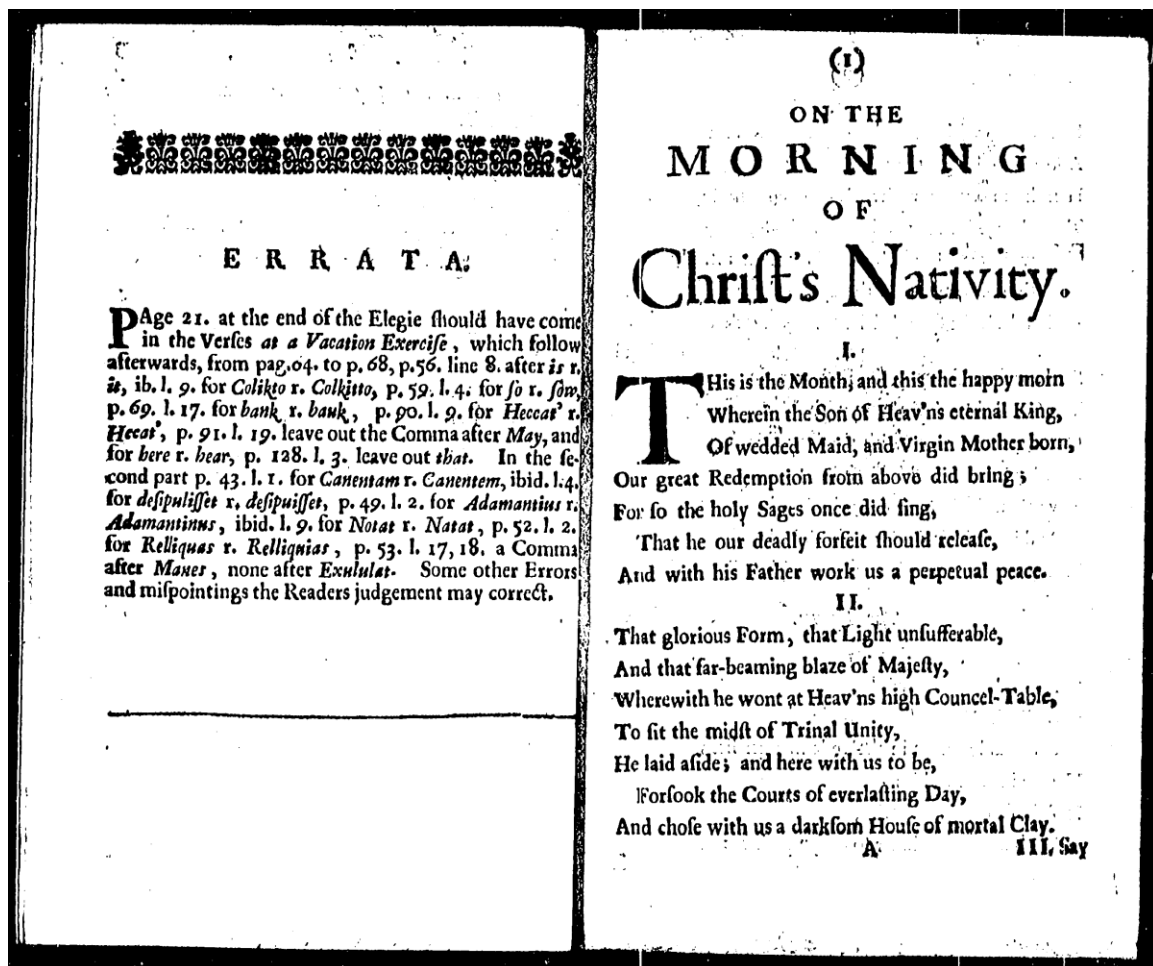 ERRATA.
PAge 21. at the end of the Elegie ſhould have come
in the Verſes at a Vacation Exerciſe, which follow
afterwards, from pag.04. to p.68, p.56. line 8. after is r.
it, ib. l. 9. for Colikto r. Colkitto, p. 59. l. 4. for ſo r. ſow,
p. 69. l. 17. for bank r. bauk, p. 90. l. 9. for Heccat' r.
Hecat', p. 91. l. 19. leave out the Comma after May, and
for here r. hear, p. 128. l. 3. leave out that. In the ſe-
cond part p. 43. l. 1. for Canentam r. Canentem, ibid. l.4.
for deſipuliſſet r. deſipuiſſet, p. 49. l. 2. for Adamantius r.
Adamantinus, ibid. l. 9. for Notat r. Natat, p. 52. l. 2.
for Relliquas r. Relliquias, p. 53. l. 17, 18. a Comma
after Manes, none after Exululat. Some other Errors
and miſpointings the Readers judgement may correct.
(1)
ON THE
MORNING
OF
Chriſt's Nativity.
I.
THis is the Month, and this the happy morn
Wherein the Son of Heav'ns eternal King,
Of wedded Maid, and Virgin Mother born,
Our great Redemption from above did bring;
For ſo the holy Sages once did ſing,
That he our deadly forfeit ſhould releaſe,
And with his Father work us a perpetual peace.
II.
That glorious Form, that Light unſufferable,
And that far-beaming blaze of Majeſty,
Wherewith he wont at Heav'ns high Councel-Table,
To ſit the midſt of Trinal Unity,
He laid aſide; and here with us to be,
Forſook the Courts of everlaſting Day,
And choſe with us a darkſom Houſe of mortal Clay.
A III. Say